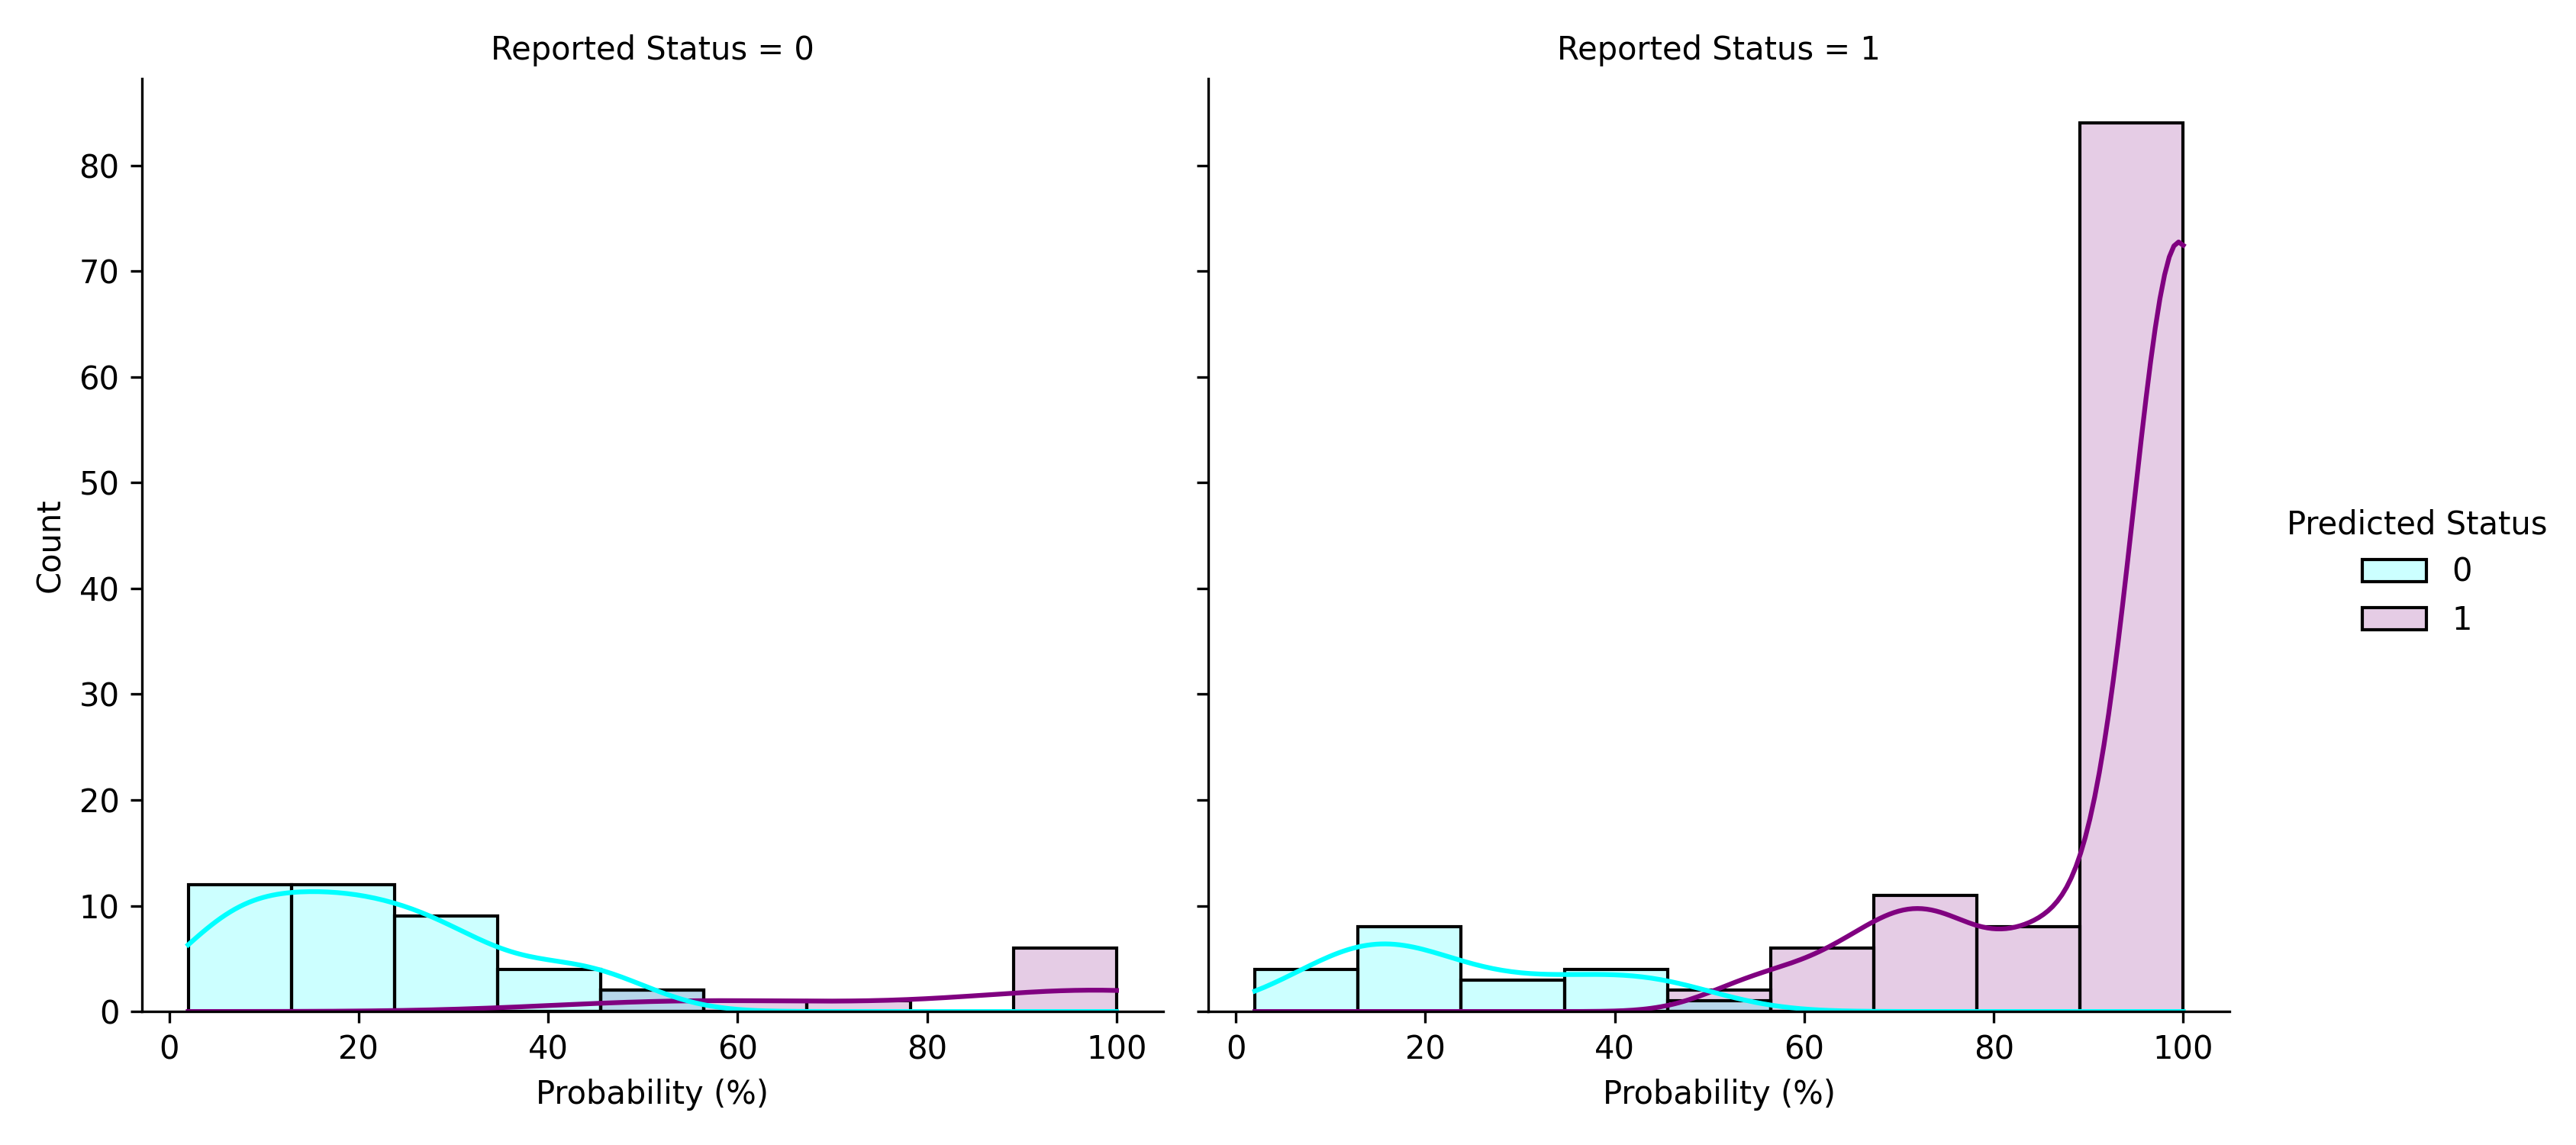 Reported Status = 0
Reported Status = 1
80
70
60
50
40
30
20
10
0
Count
0 20 40 60 80 100
0 20 40 60 80 100
Probability (%)
Probability (%)
Predicted Status
0
1